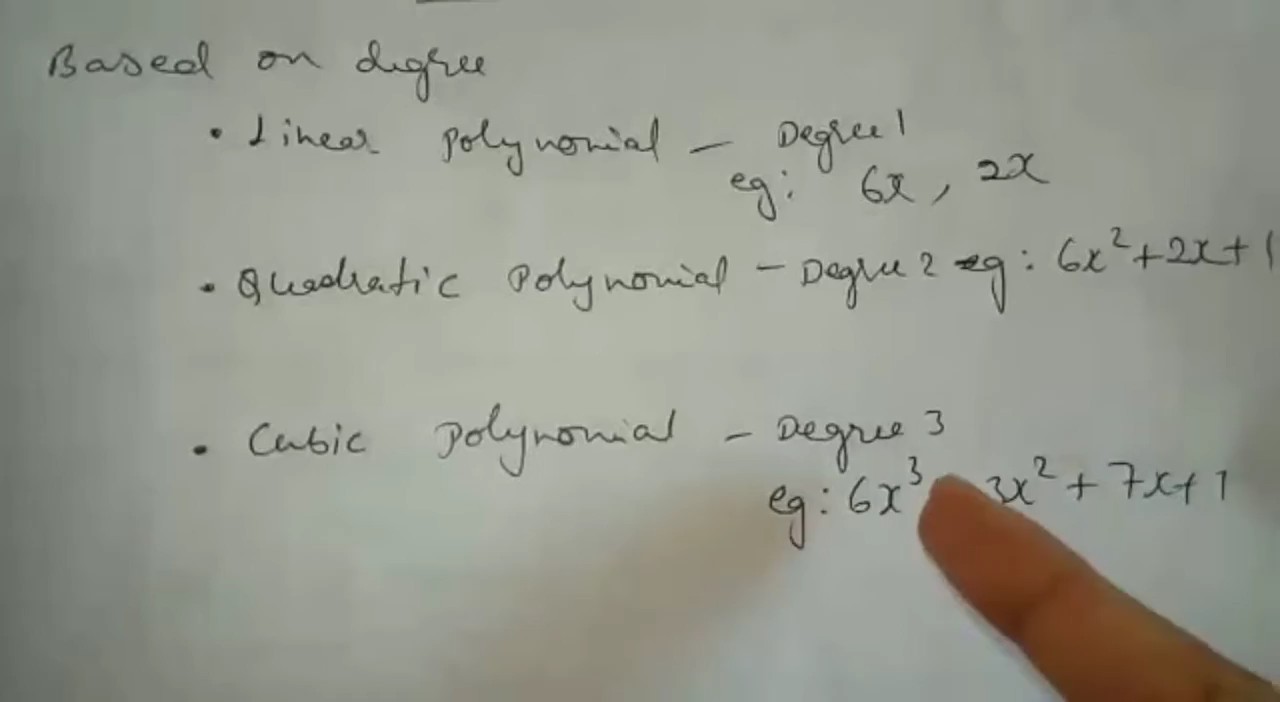 Based on degree
• Linear Polynomial - Degree 1
eg: 6x, 2x
• Quadratic Polynomial - Degree 2 eg: 6x²+2x+1
• Cubic Polynomial - Degree 3
eg: 6x³ 3x²+7x+1